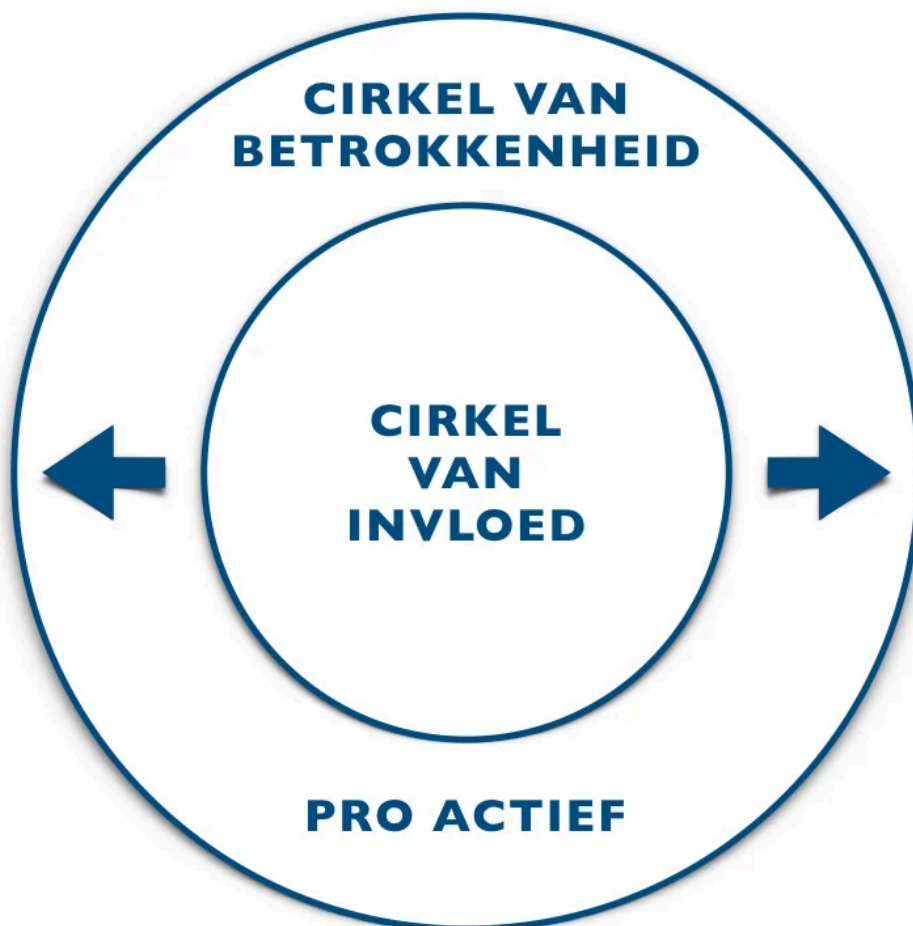 CIRKEL VAN
BETROKKENHEID
CIRKEL
VAN
INVLOED
PRO ACTIEF